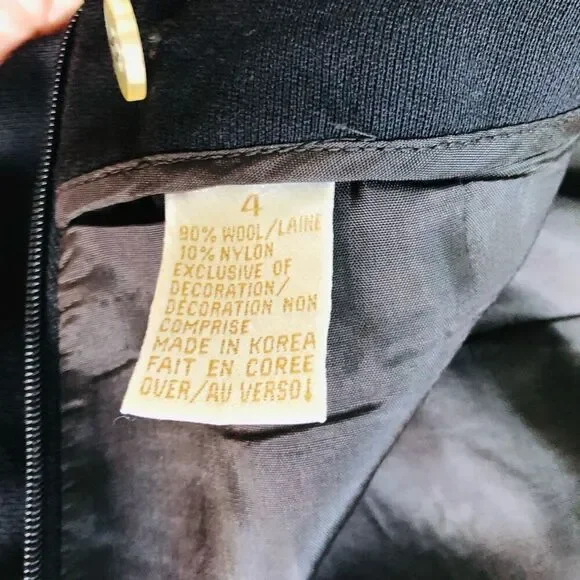 4
90% WOOL/LAINE
10% NYLON
EXCLUSIVE OF
DECORATION/
DÉCORATION NON
COMPRISE
MADE IN KOREA
FAIT EN COREE
OVER/AU VERSO↓